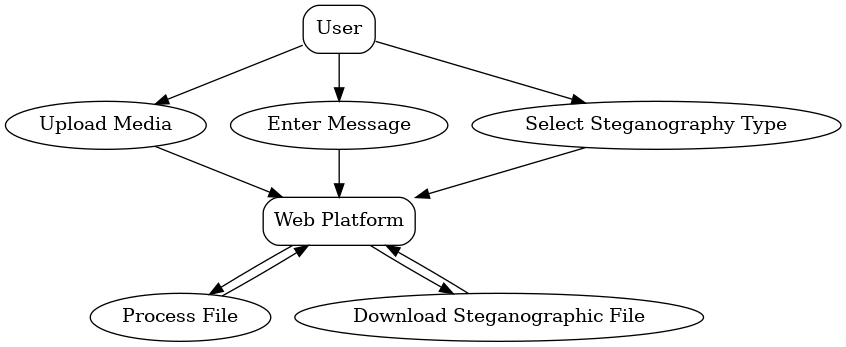 User
Upload Media
Enter Message
Select Steganography Type
Web Platform
Process File
Download Steganographic File